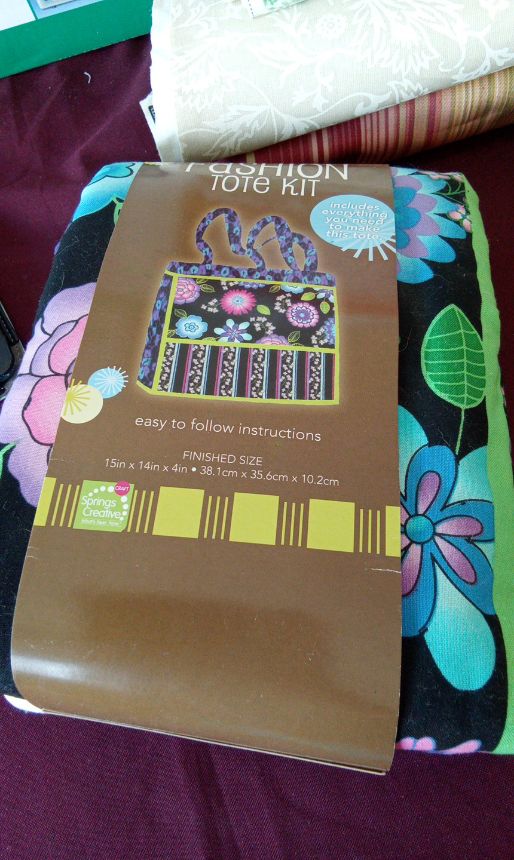 FASHION
TOTE KIT
includes
everything
you need
to make
this tote
easy to follow instructions
FINISHED SIZE
15in x 14in x 4in • 38.1cm x 35.6cm x 10.2cm
CRAFT
Springs
Creative